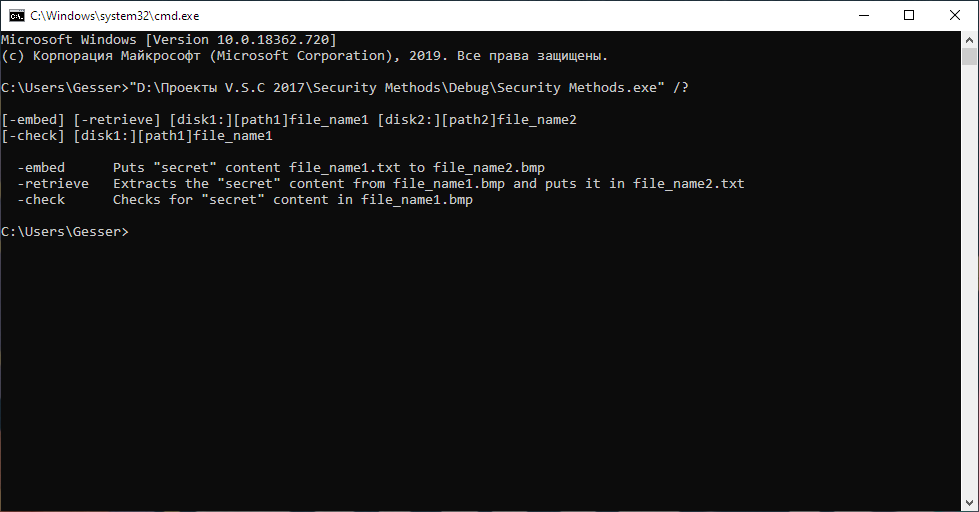 C:\Windows\system32\cmd.exe
Microsoft Windows [Version 10.0.18362.720]
(c) Корпорация Майкрософт (Microsoft Corporation), 2019. Все права защищены.
C:\Users\Gesser>"D:\Проекты V.S.C 2017\Security Methods\Debug\Security Methods.exe" /?
[-embed] [-retrieve] [disk1:][path1]file_name1 [disk2:][path2]file_name2
[-check] [disk1:][path1]file_name1
-embed Puts "secret" content file_name1.txt to file_name2.bmp
-retrieve Extracts the "secret" content from file_name1.bmp and puts it in file_name2.txt
-check Checks for "secret" content in file_name1.bmp
C:\Users\Gesser>